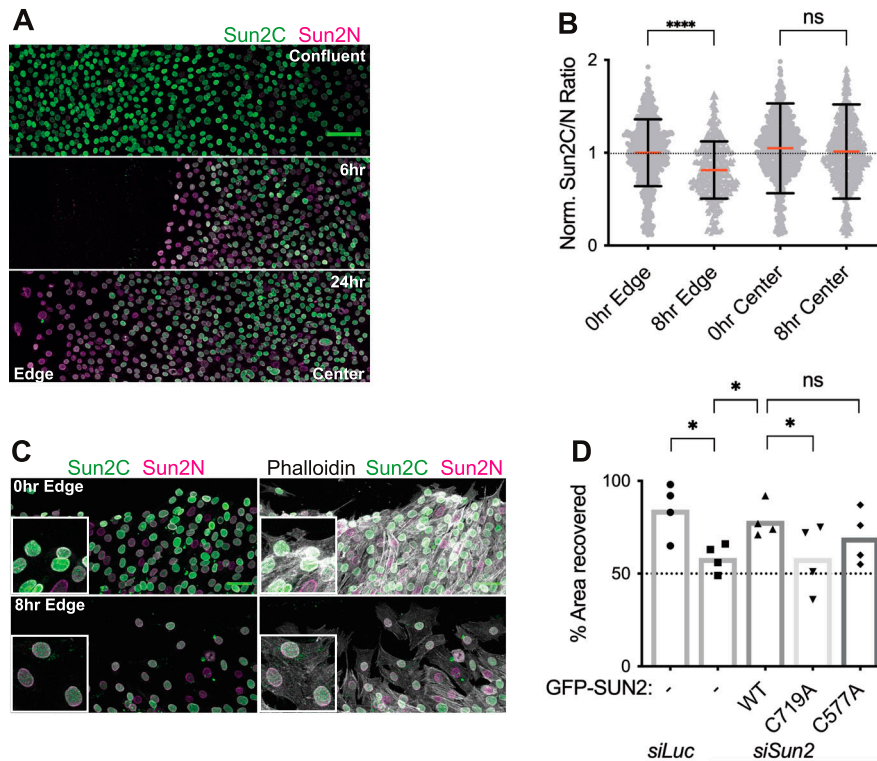 A
Sun2C Sun2N
Confluent
6hr
24hr
Edge Center
B
**** ns
Norm. Sun2C/N Ratio
2
1
0
0hr Edge
8hr Edge
0hr Center
8hr Center
C
Sun2C Sun2N Phalloidin Sun2C Sun2N
0hr Edge
8hr Edge
D
ns
* * *
% Area recovered
100
50
0
GFP-SUN2: - - WT C719A C577A
siLuc siSun2